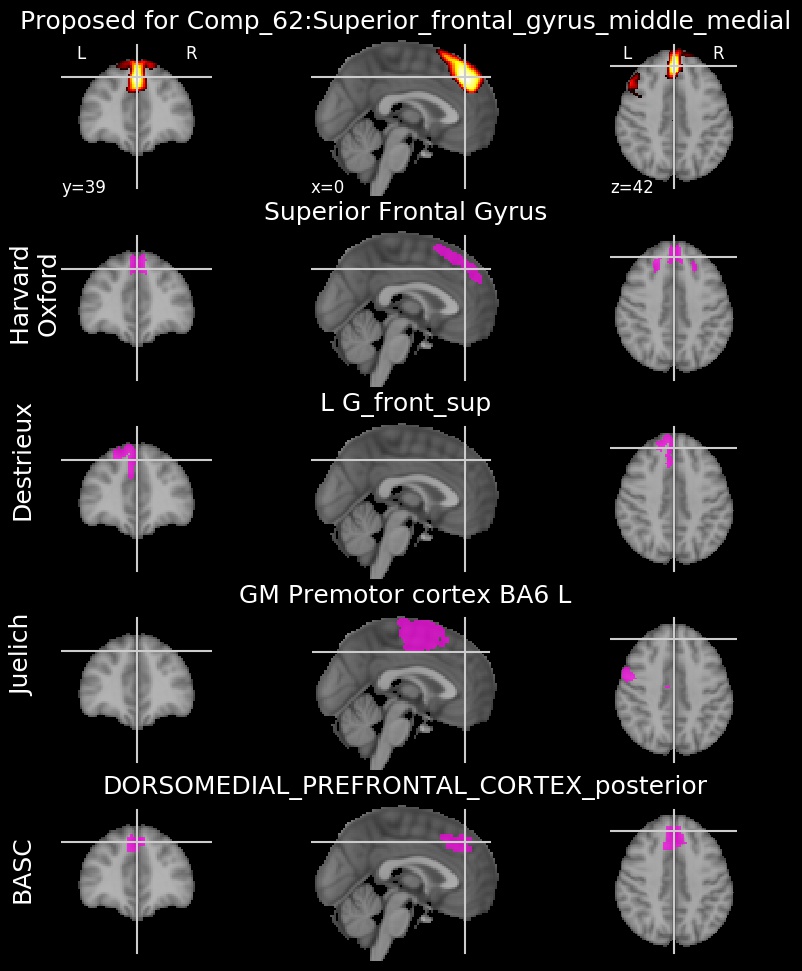 Proposed for Comp_62:Superior_frontal_gyrus_middle_medial
L R
L R
y=39
x=0
z=42
Superior Frontal Gyrus
Harvard
Oxford
L G_front_sup
Destrieux
GM Premotor cortex BA6 L
Juelich
DORSOMEDIAL_PREFRONTAL_CORTEX_posterior
BASC